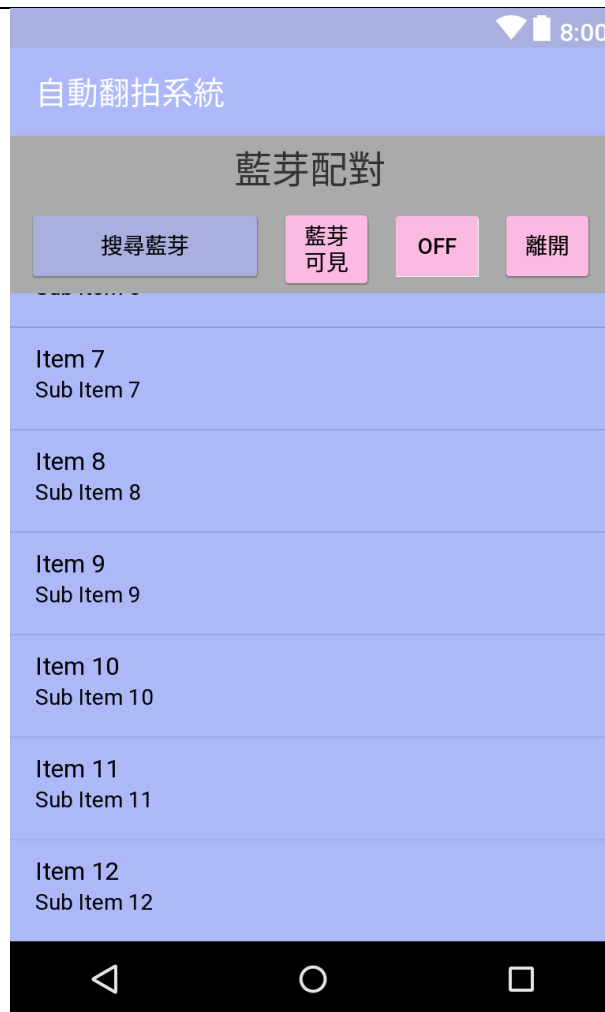 8:00
自動翻拍系統
藍芽配對
搜尋藍芽
藍芽
可見
OFF
離開
Item 7
Sub Item 7
Item 8
Sub Item 8
Item 9
Sub Item 9
Item 10
Sub Item 10
Item 11
Sub Item 11
Item 12
Sub Item 12